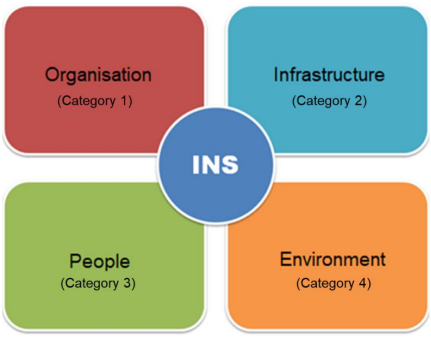 Organisation
(Category 1)
Infrastructure
(Category 2)
INS
People
(Category 3)
Environment
(Category 4)